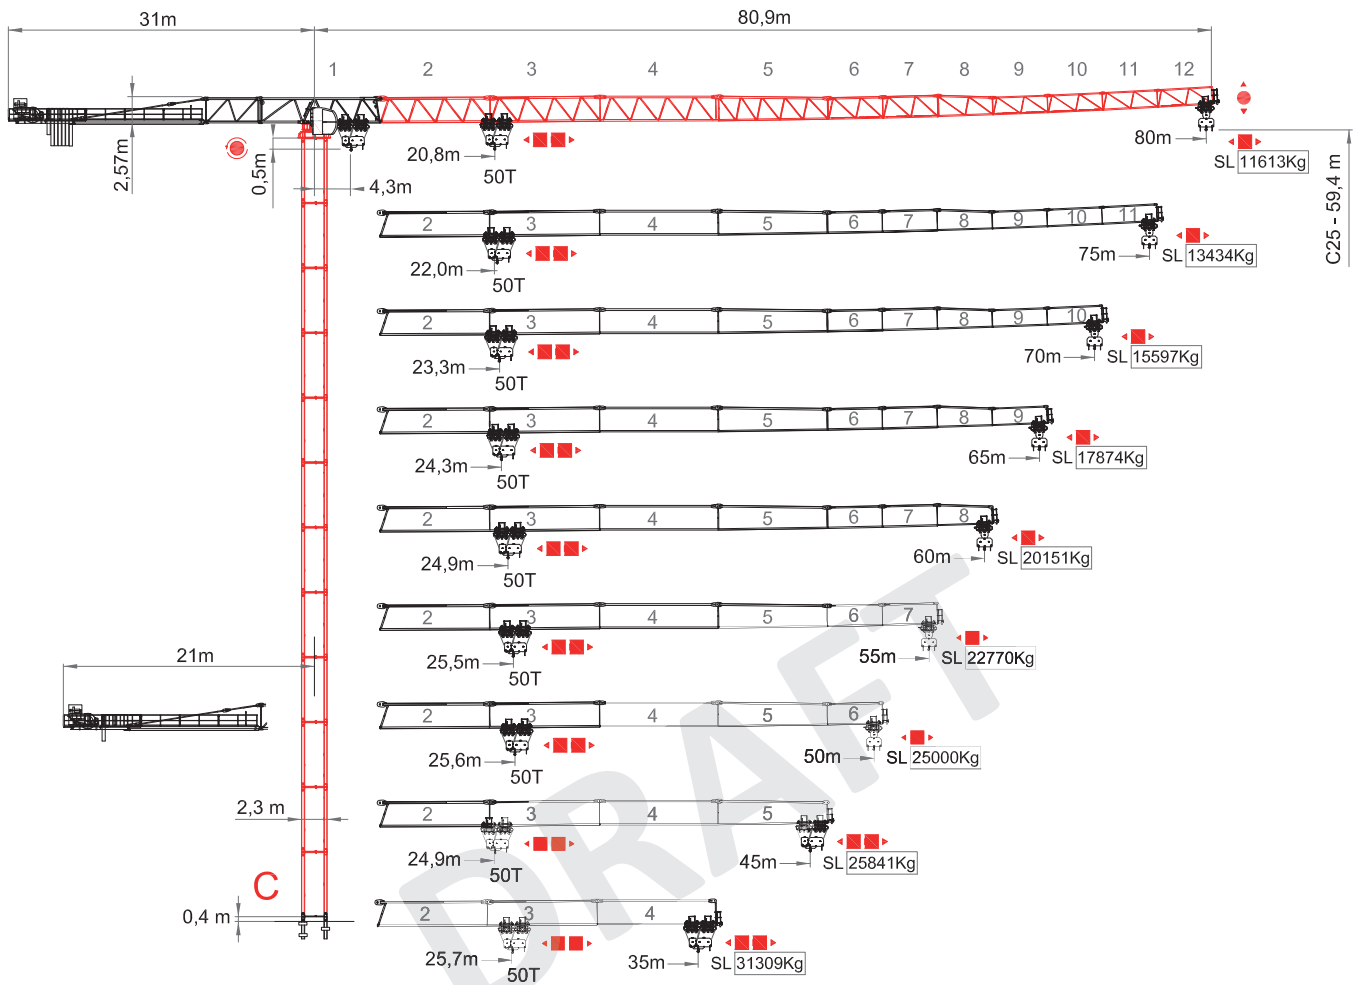 31m 80,9m
1 2 3 4 5 6 7 8 9 10 11 12
2,57m 0,5m 4,3m 20,8m 50T 80m SL 11613Kg
C25 - 59,4 m
2 3 4 5 6 7 8 9 10 11
22,0m 50T 75m SL 13434Kg
2 3 4 5 6 7 8 9 10
23,3m 50T 70m SL 15597Kg
2 3 4 5 6 7 8 9
24,3m 50T 65m SL 17874Kg
2 3 4 5 6 7 8
24,9m 50T 60m SL 20151Kg
2 3 4 5 6 7
25,5m 50T 55m SL 22770Kg
21m
2 3 4 5 6
25,6m 50T 50m SL 25000Kg
2,3 m
2 3 4 5
24,9m 50T 45m SL 25841Kg
C
0,4 m
2 3 4
25,7m 50T 35m SL 31309Kg
DRAFT